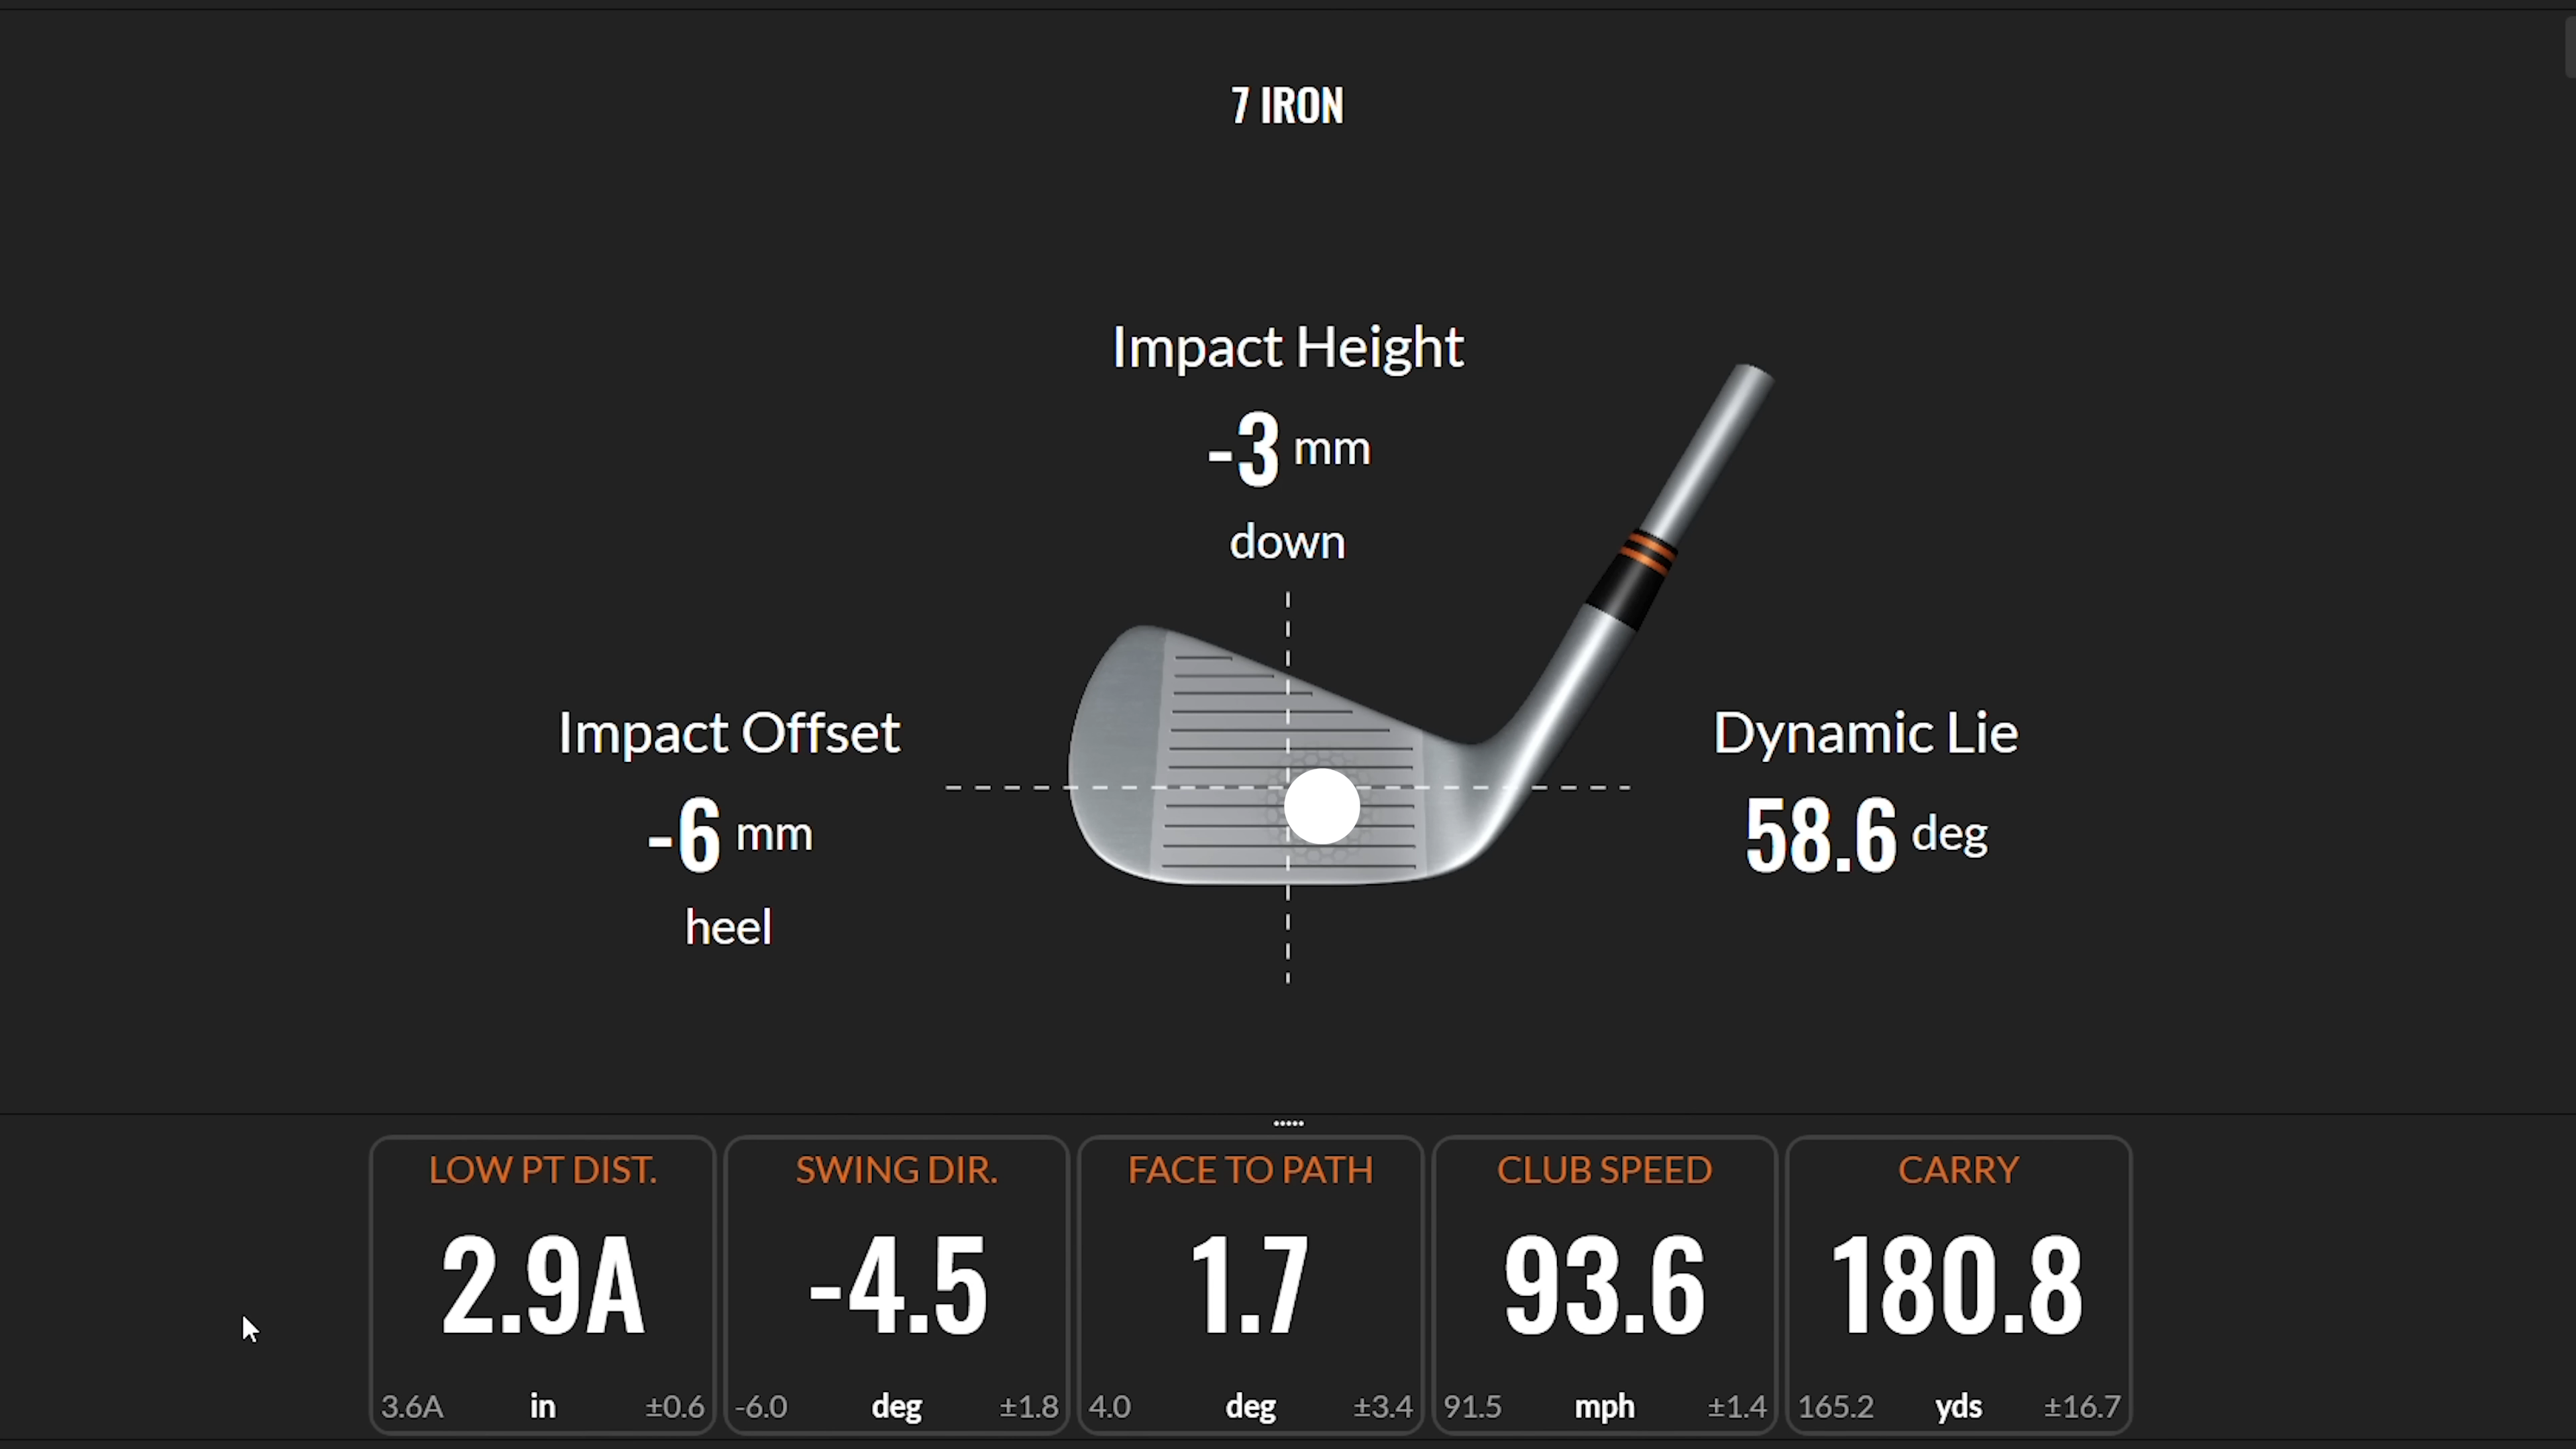 7 IRON
Impact Height
-3 mm
down
Impact Offset
-6 mm
heel
Dynamic Lie
58.6 deg
LOW PT DIST.
2.9A
3.6A in ±0.6
SWING DIR.
-4.5
-6.0 deg ±1.8
FACE TO PATH
1.7
4.0 deg ±3.4
CLUB SPEED
93.6
91.5 mph ±1.4
CARRY
180.8
165.2 yds ±16.7